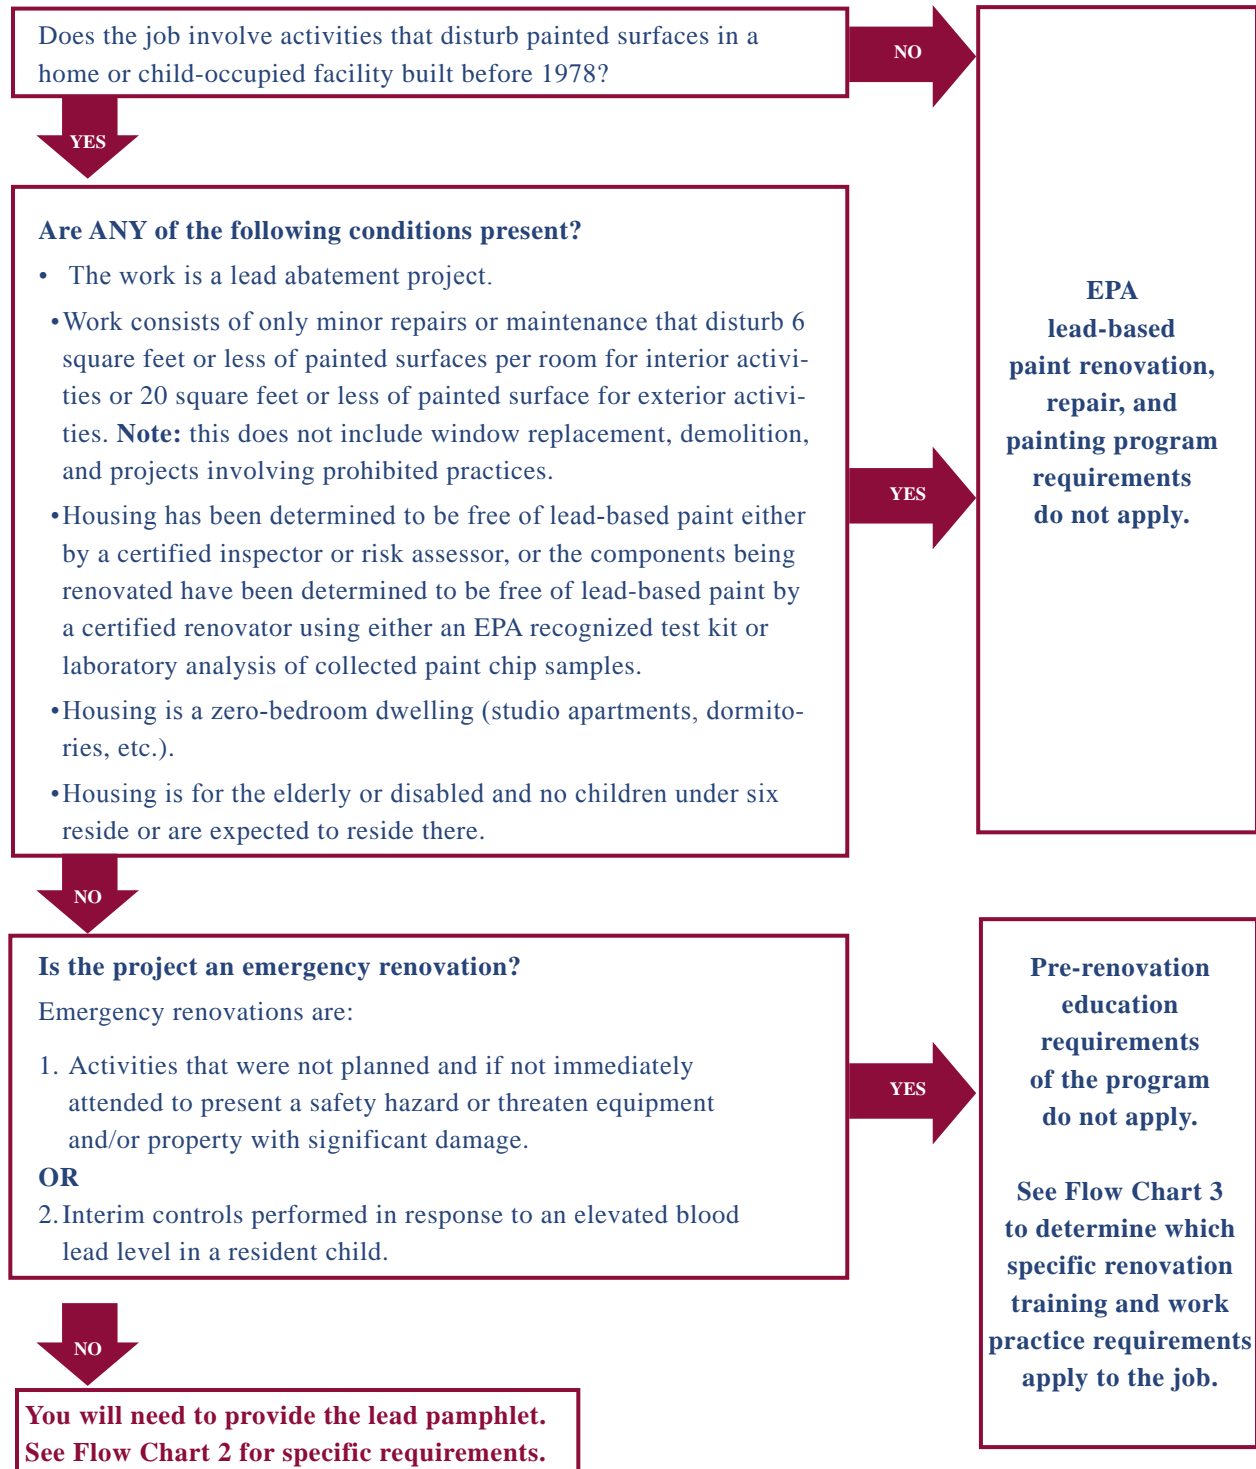 Does the job involve activities that disturb painted surfaces in a
home or child-occupied facility built before 1978?
NO
YES
Are ANY of the following conditions present?
• The work is a lead abatement project.
•Work consists of only minor repairs or maintenance that disturb 6
square feet or less of painted surfaces per room for interior activi-
ties or 20 square feet or less of painted surface for exterior activi-
ties. Note: this does not include window replacement, demolition,
and projects involving prohibited practices.
•Housing has been determined to be free of lead-based paint either
by a certified inspector or risk assessor, or the components being
renovated have been determined to be free of lead-based paint by
a certified renovator using either an EPA recognized test kit or
laboratory analysis of collected paint chip samples.
•Housing is a zero-bedroom dwelling (studio apartments, dormito-
ries, etc.).
•Housing is for the elderly or disabled and no children under six
reside or are expected to reside there.
YES
EPA
lead-based
paint renovation,
repair, and
painting program
requirements
do not apply.
NO
Is the project an emergency renovation?
Emergency renovations are:
1. Activities that were not planned and if not immediately
attended to present a safety hazard or threaten equipment
and/or property with significant damage.
OR
2. Interim controls performed in response to an elevated blood
lead level in a resident child.
YES
Pre-renovation
education
requirements
of the program
do not apply.
See Flow Chart 3
to determine which
specific renovation
training and work
practice requirements
apply to the job.
NO
You will need to provide the lead pamphlet.
See Flow Chart 2 for specific requirements.